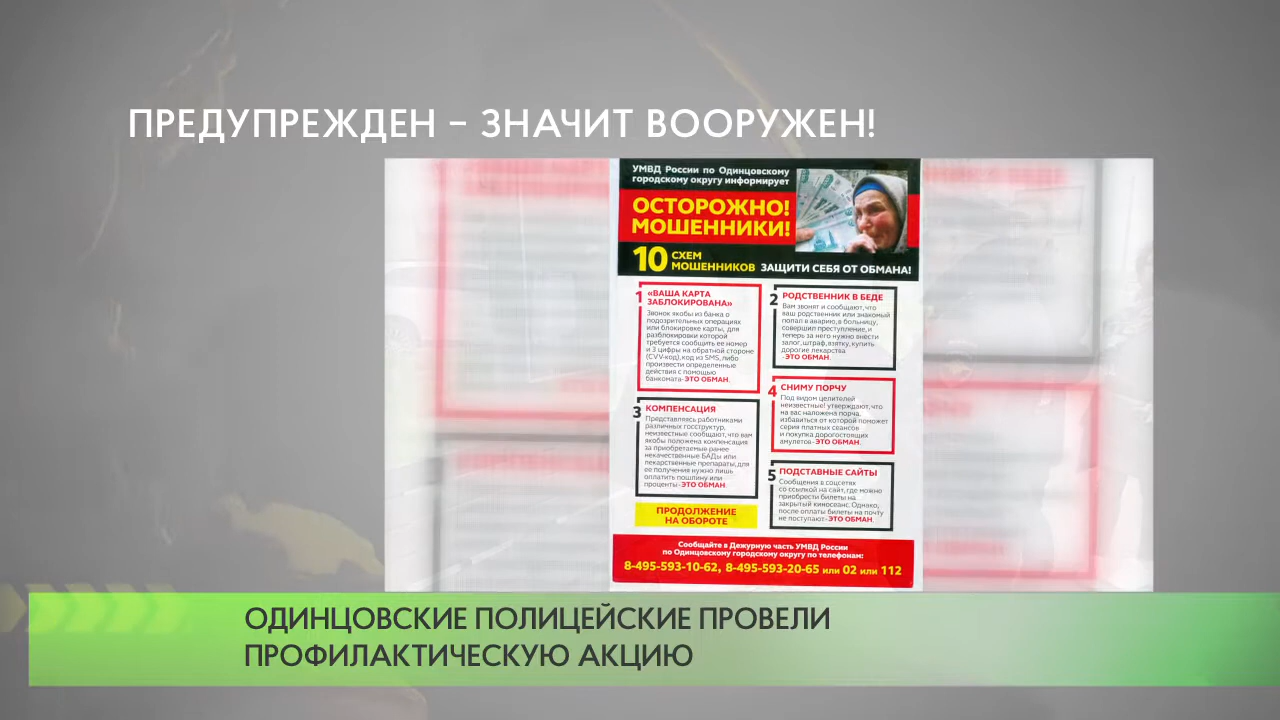 ПРЕДУПРЕЖДЕН – ЗНАЧИТ ВООРУЖЕН!
УМВД России по Одинцовскому
городскому округу информирует
ОСТОРОЖНО!
МОШЕННИКИ!
10 СХЕМ
МОШЕННИКОВ ЗАЩИТИ СЕБЯ ОТ ОБМАНА!
1 «ВАША КАРТА
ЗАБЛОКИРОВАНА»
Звонок якобы из банка о
подозрительных операциях
или блокировке карты, для
разблокировки которой
требуется сообщить ее номер
и 3 цифры на обратной стороне
(CVV-код), код из SMS, либо
произвести определенные
действия с помощью
банкомата- ЭТО ОБМАН.
2 РОДСТВЕННИК В БЕДЕ
Вам звонят и сообщают, что
ваш родственник или знакомый
попал в аварию, в больницу,
совершил преступление, и
теперь за него нужно внести
залог, штраф, взятку, купить
дорогие лекарства
- ЭТО ОБМАН.
3 КОМПЕНСАЦИЯ
Представляясь работниками
различных госструктур,
неизвестные сообщают, что вам
якобы положена компенсация
за приобретаемые ранее
некачественные БАДы или
лекарственные препараты, для
ее получения нужно лишь
оплатить пошлину или
проценты- ЭТО ОБМАН.
4 СНИМУ ПОРЧУ
Под видом целителей
неизвестные! утверждают, что
на вас наложена порча,
избавиться от которой поможет
серия платных сеансов
и покупка дорогостоящих
амулетов- ЭТО ОБМАН.
5 ПОДСТАВНЫЕ САЙТЫ
Сообщения в соцсетях
со ссылкой на сайт, где можно
приобрести билеты на
закрытый киносеанс. Однако,
после оплаты билеты на почту
не поступают- ЭТО ОБМАН.
ПРОДОЛЖЕНИЕ
НА ОБОРОТЕ
Сообщайте в Дежурную часть УМВД России
по Одинцовскому городскому округу по телефонам:
8-495-593-10-62, 8-495-593-20-65 или 02 или 112
ОДИНЦОВСКИЕ ПОЛИЦЕЙСКИЕ ПРОВЕЛИ
ПРОФИЛАКТИЧЕСКУЮ АКЦИЮ